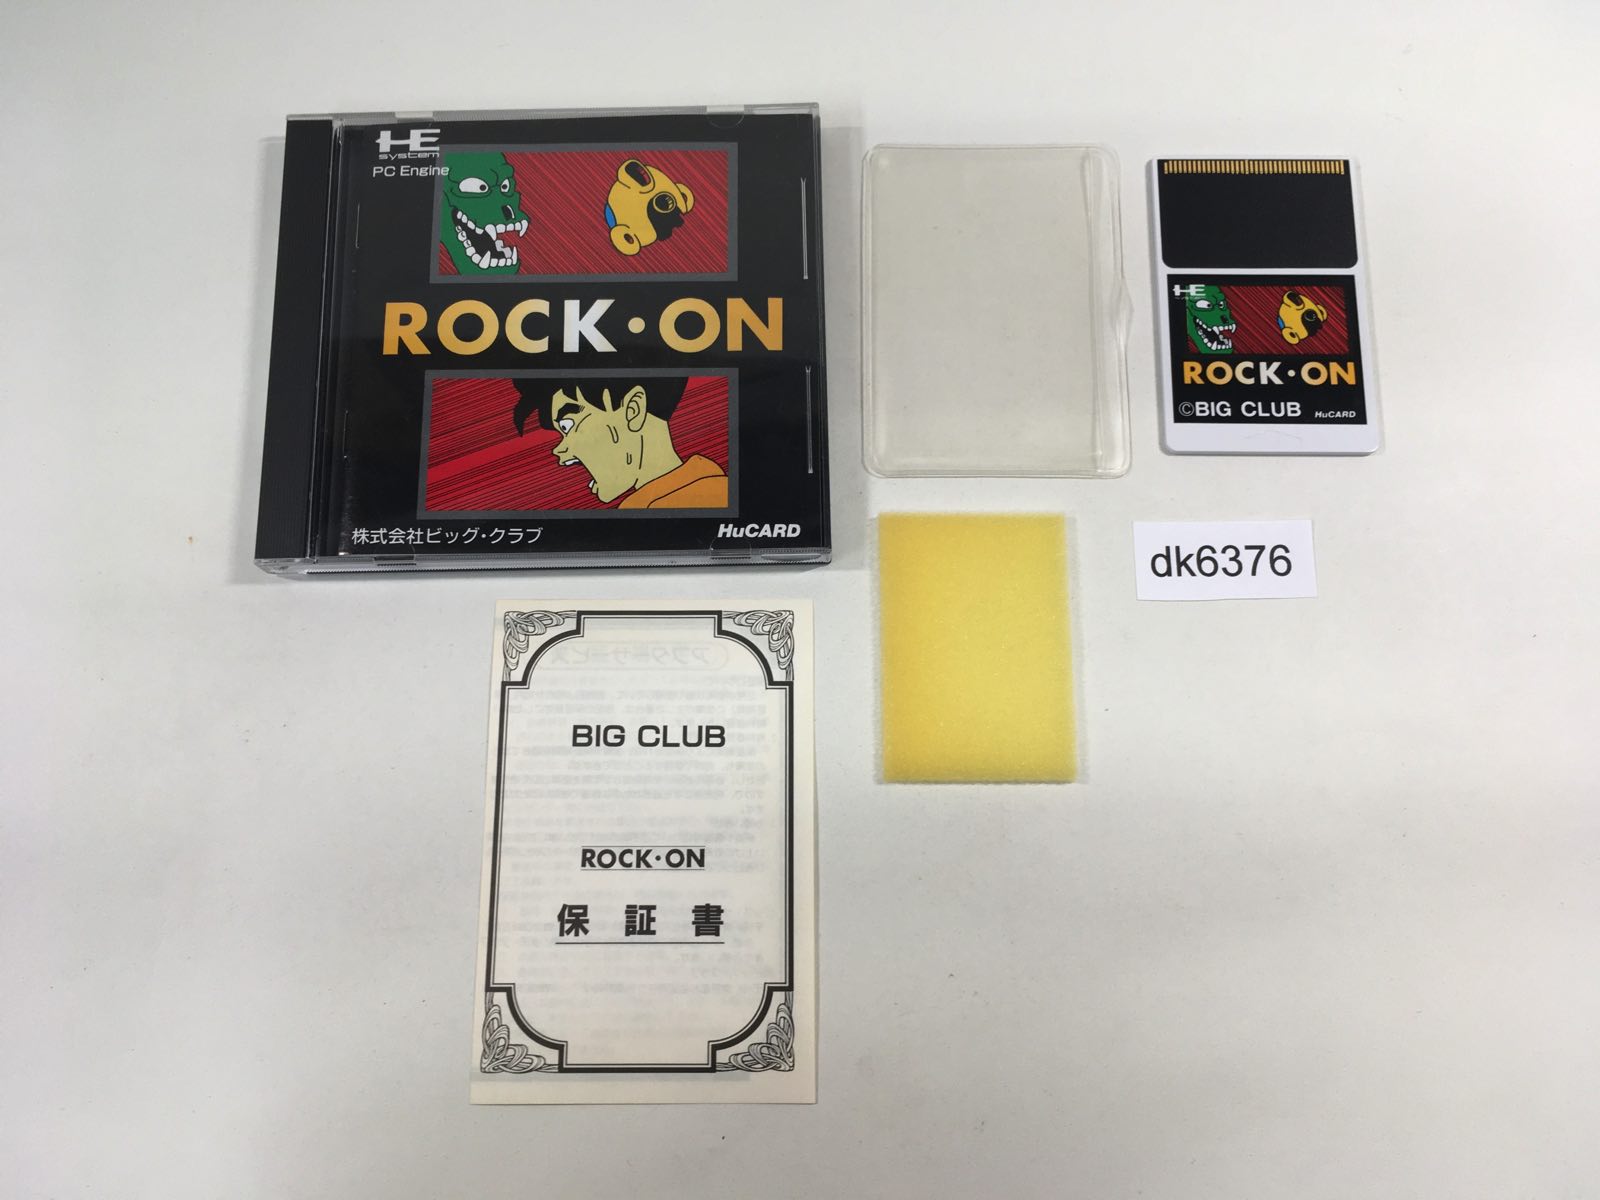 HE
system
PC Engine
ROCK・ON
株式会社ビッグ・クラブ
HuCARD
HE
ROCK・ON
©BIG CLUB HuCARD
dk6376
BIG CLUB
ROCK・ON
保証書